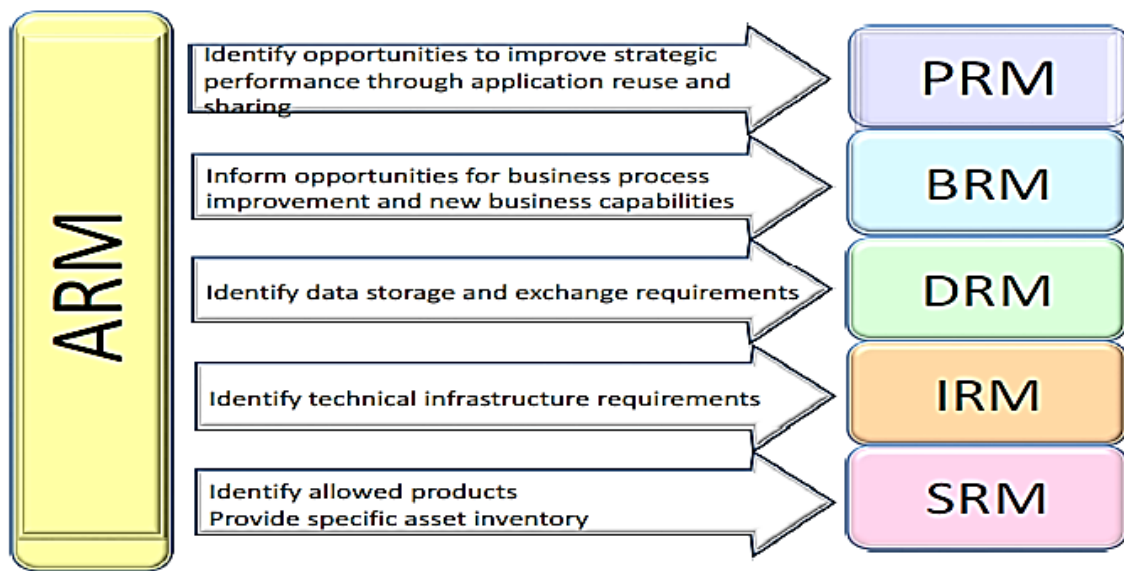 ARM
Identify opportunities to improve strategic
performance through application reuse and
sharing
PRM
Inform opportunities for business process
improvement and new business capabilities
BRM
Identify data storage and exchange requirements
DRM
Identify technical infrastructure requirements
IRM
Identify allowed products
Provide specific asset inventory
SRM